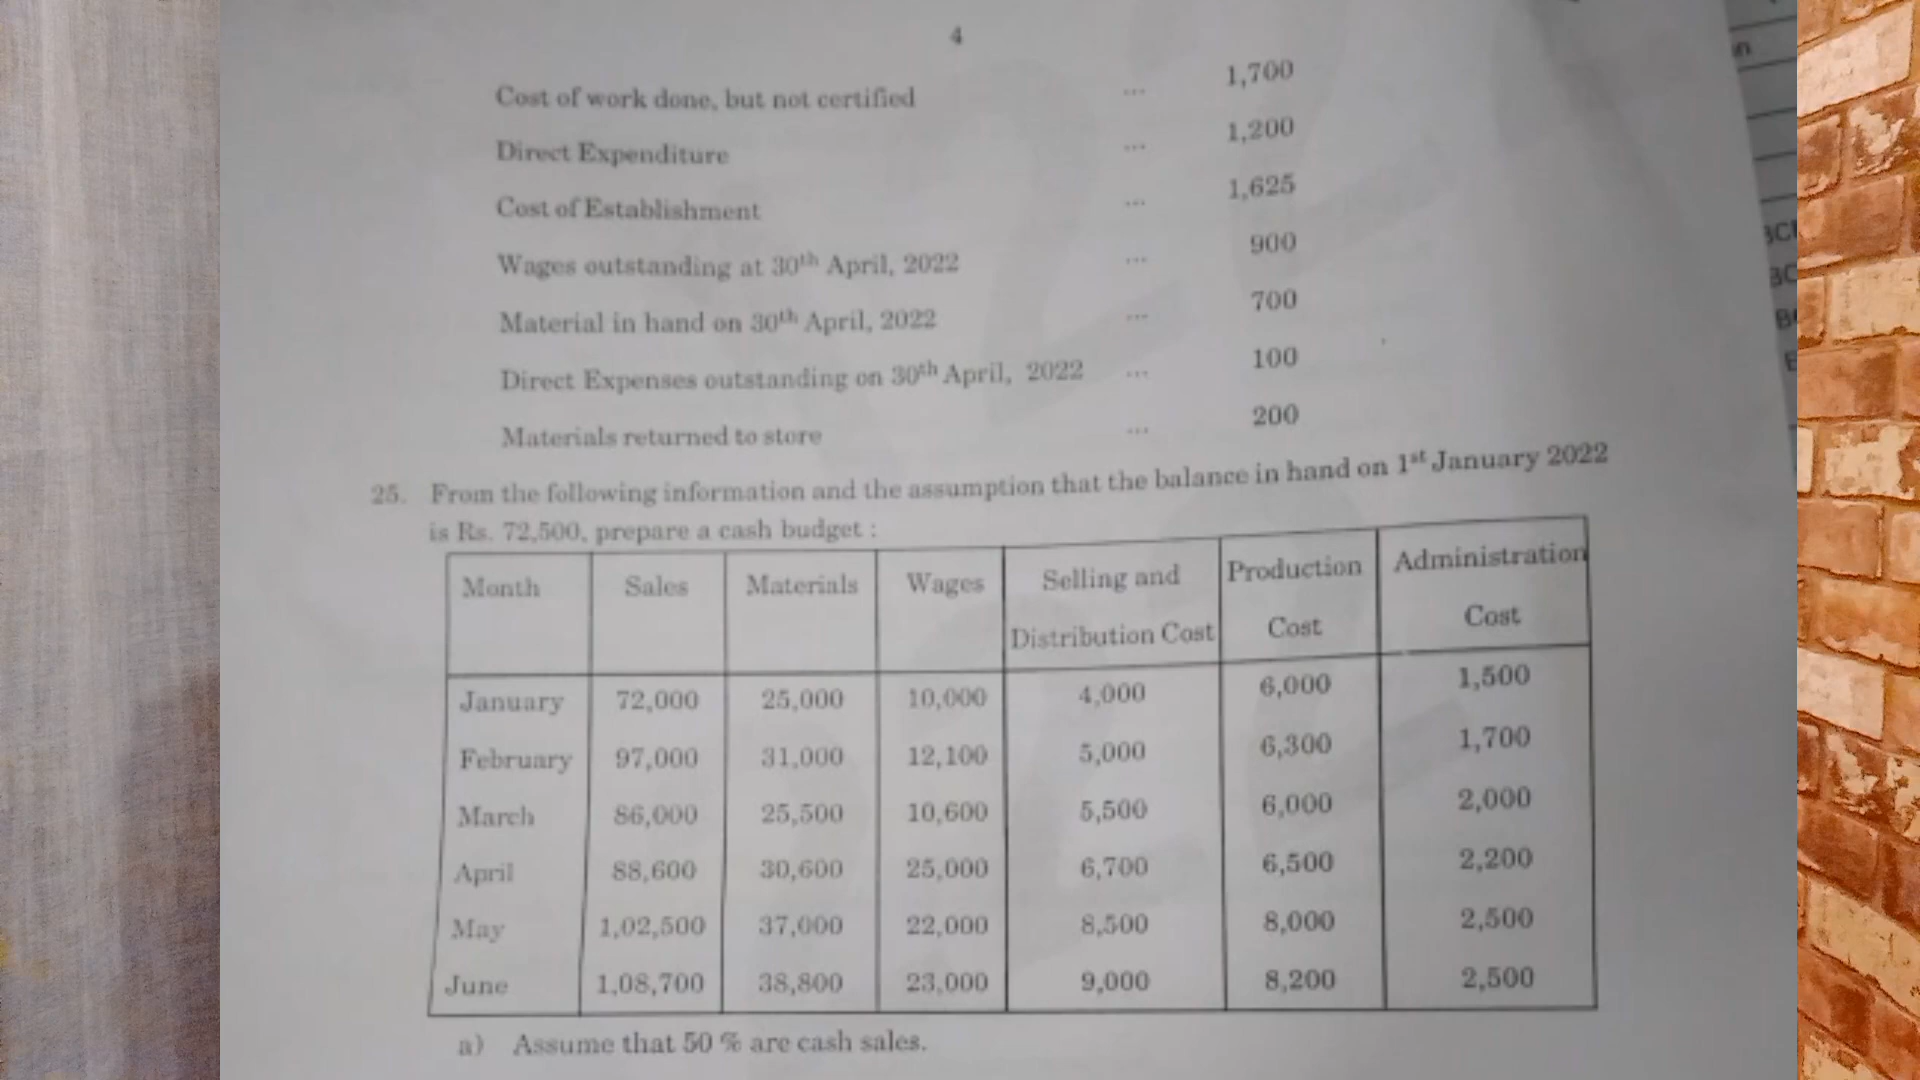 4
Cost of work done, but not certified ... 1,700
Direct Expenditure ... 1,200
Cost of Establishment ... 1,625
Wages outstanding at 30th April, 2022 ... 900
Material in hand on 30th April, 2022 ... 700
Direct Expenses outstanding on 30th April, 2022 ... 100
Materials returned to store ... 200
25. From the following information and the assumption that the balance in hand on 1st January 2022
is Rs. 72,500, prepare a cash budget :
Month Sales Materials Wages Selling and Distribution Cost Production Cost Administration Cost
January 72,000 25,000 10,000 4,000 6,000 1,500
February 97,000 31,000 12,100 5,000 6,300 1,700
March 86,000 25,500 10,600 5,500 6,000 2,000
April 88,600 30,600 25,000 6,700 6,500 2,200
May 1,02,500 37,000 22,000 8,500 8,000 2,500
June 1,08,700 38,800 23,000 9,000 8,200 2,500
a) Assume that 50 % are cash sales.